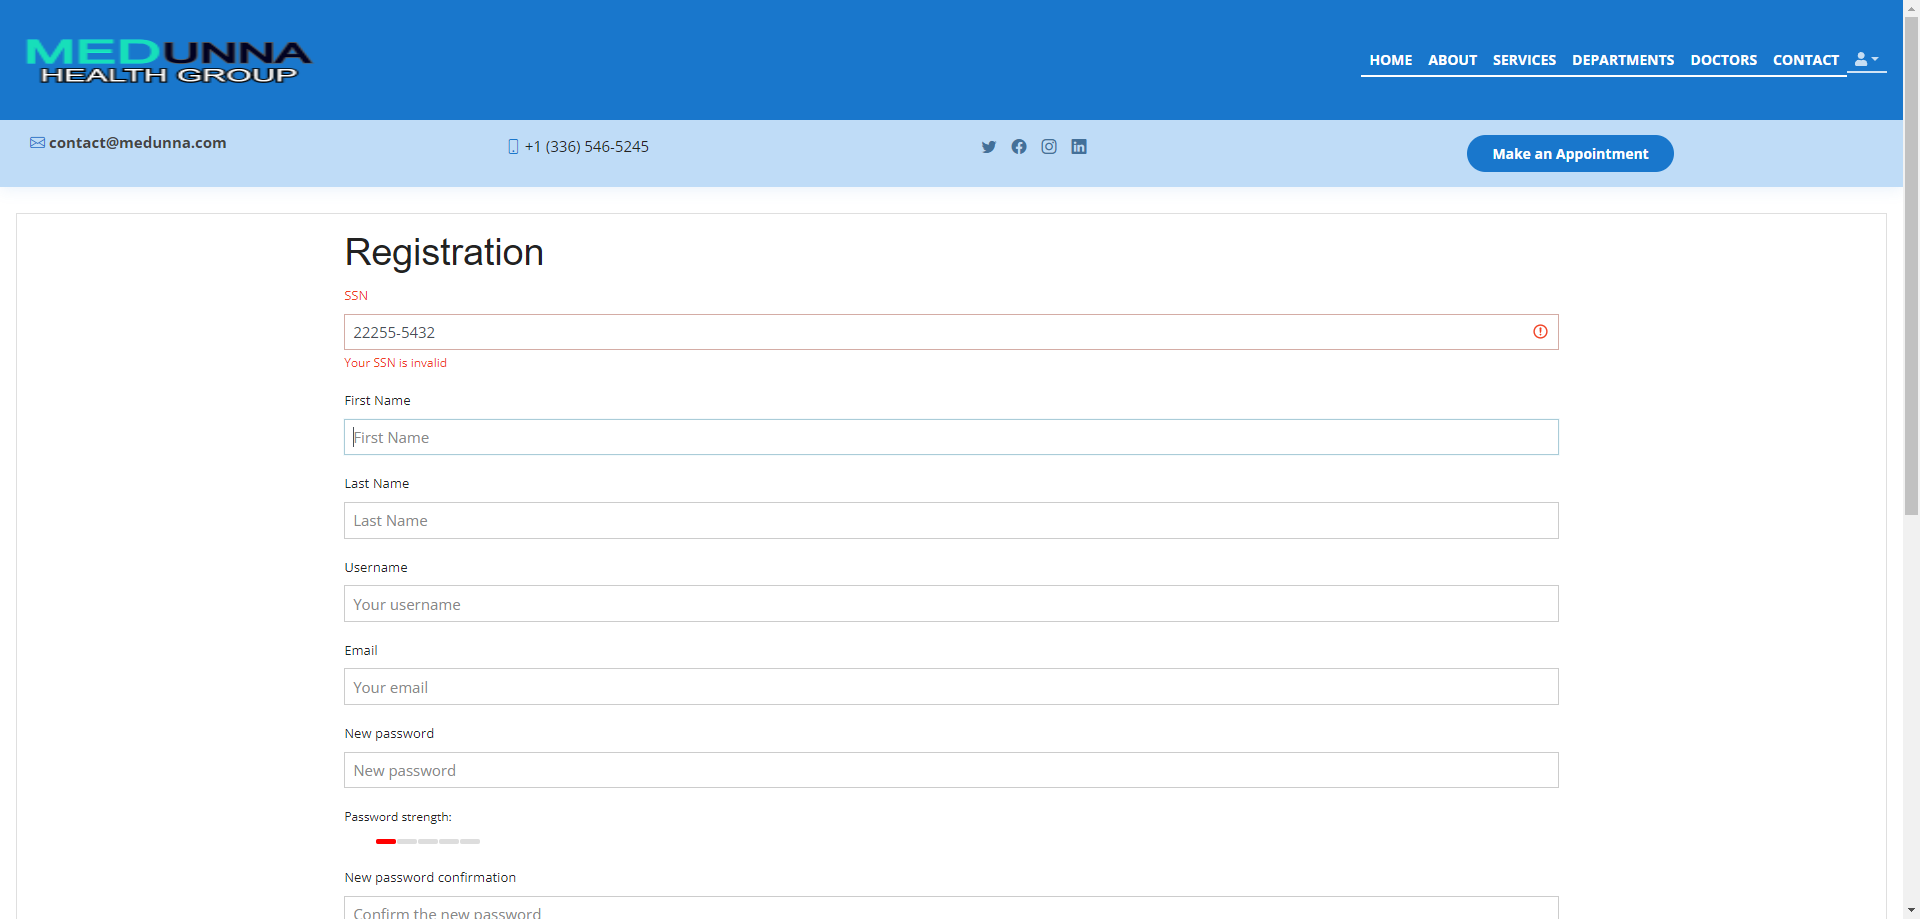 MEDUNNA
HEALTH GROUP
HOME ABOUT SERVICES DEPARTMENTS DOCTORS CONTACT
contact@medunna.com
+1 (336) 546-5245
Make an Appointment
Registration
SSN
22255-5432
Your SSN is invalid
First Name
First Name
Last Name
Last Name
Username
Your username
Email
Your email
New password
New password
Password strength:
New password confirmation
Confirm the new password